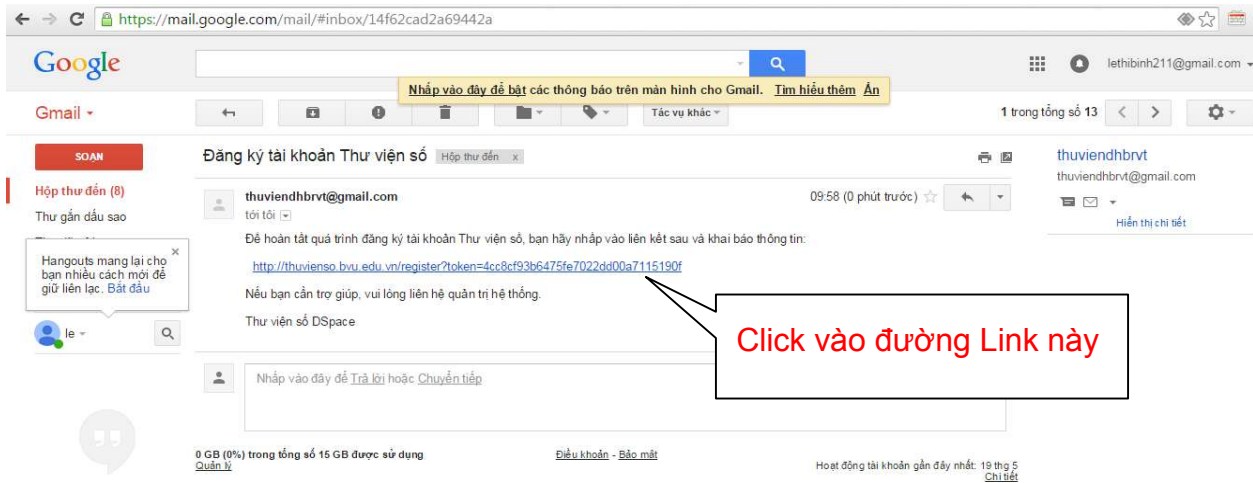 https://mail.google.com/mail/#inbox/14f62cad2a69442a
Google
lethibinh211@gmail.com
Nhấp vào đây để bật các thông báo trên màn hình cho Gmail. Tìm hiểu thêm Ẩn
Gmail
Tác vụ khác
1 trong tổng số 13
SOẠN
Đăng ký tài khoản Thư viện số Hộp thư đến x
thuviendhbrvt
thuviendhbrvt@gmail.com
Hiển thị chi tiết
Hộp thư đến (8)
Thư gắn dấu sao
Hangouts mang lại cho
bạn nhiều cách mới để
giữ liên lạc. Bắt đầu
le
thuviendhbrvt@gmail.com
09:58 (0 phút trước)
tới tôi
Để hoàn tất quá trình đăng ký tài khoản Thư viện số, bạn hãy nhấp vào liên kết sau và khai báo thông tin:
http://thuvienso.bvu.edu.vn/register?token=4cc8cf93b6475fe7022dd00a7115190f
Nếu bạn cần trợ giúp, vui lòng liên hệ quản trị hệ thống.
Thư viện số DSpace
Click vào đường Link này
Nhấp vào đây để Trả lời hoặc Chuyển tiếp
0 GB (0%) trong tổng số 15 GB được sử dụng
Quản lý
Điều khoản - Bảo mật
Hoạt động tài khoản gần đây nhất: 19 thg 5
Chi tiết